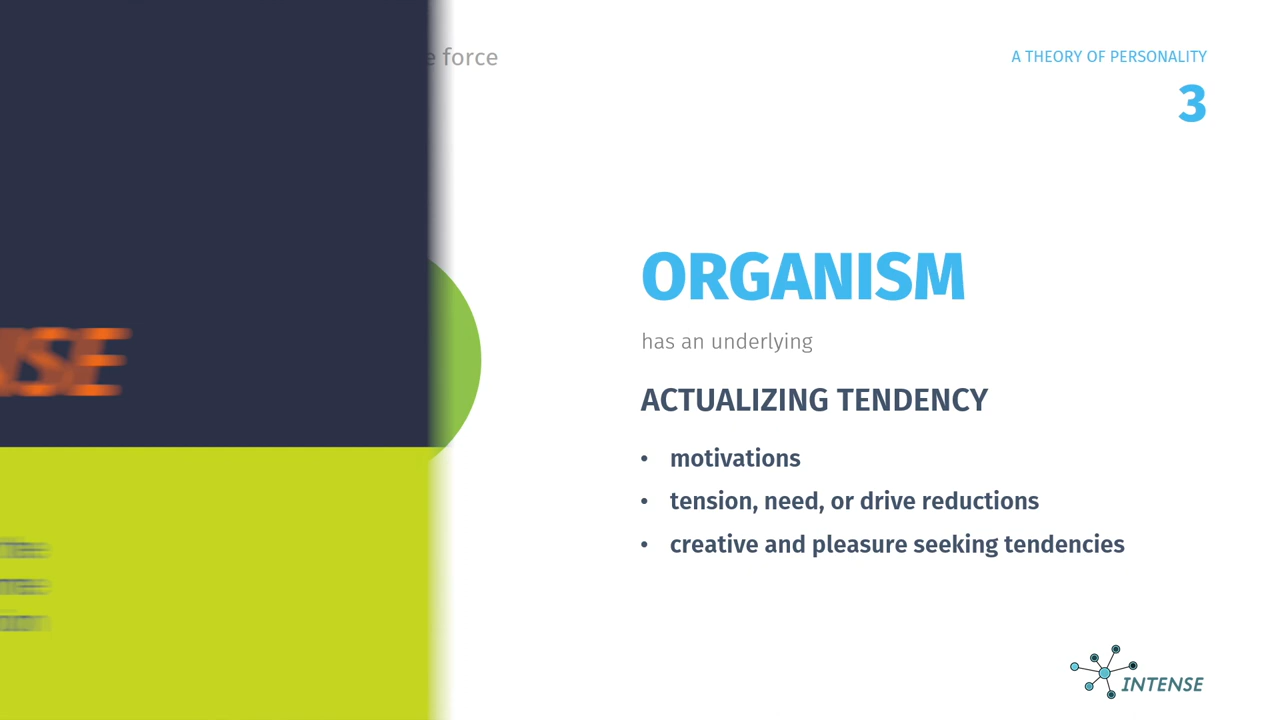 force
A THEORY OF PERSONALITY
3
ORGANISM
has an underlying
ACTUALIZING TENDENCY
• motivations
• tension, need, or drive reductions
• creative and pleasure seeking tendencies
INTENSE